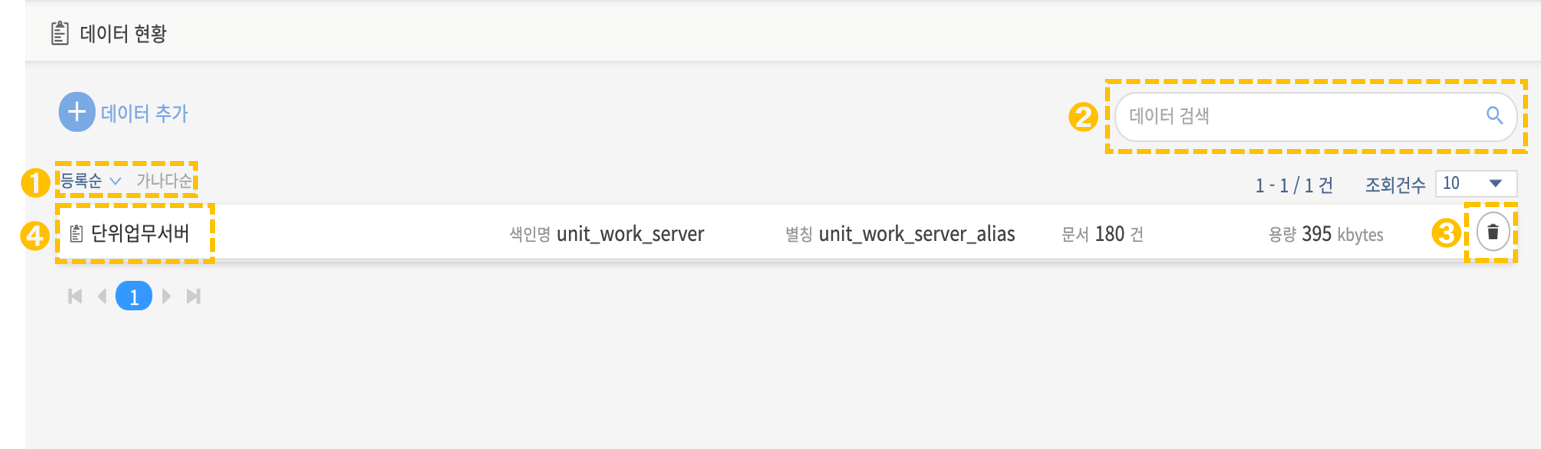 데이터 현황
데이터 추가
2 데이터 검색
1 등록순 가나다순 1 - 1 / 1 건 조회건수 10
4 단위업무서버 색인명 unit_work_server 별칭 unit_work_server_alias 문서 180 건 용량 395 kbytes 3
1